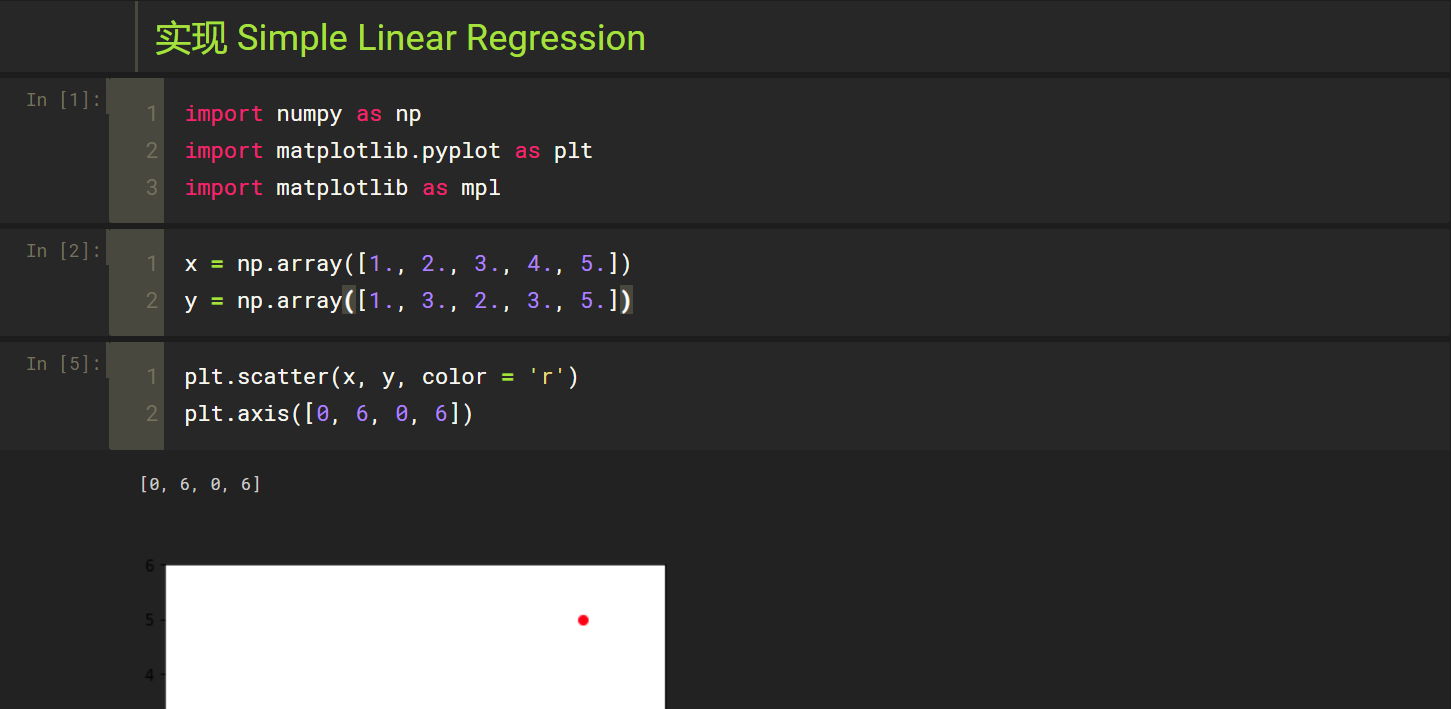 实现 Simple Linear Regression
In [1]:
1 import numpy as np
2 import matplotlib.pyplot as plt
3 import matplotlib as mpl
In [2]:
1 x = np.array([1., 2., 3., 4., 5.])
2 y = np.array([1., 3., 2., 3., 5.])
In [5]:
1 plt.scatter(x, y, color = 'r')
2 plt.axis([0, 6, 0, 6])
[0, 6, 0, 6]
6
5
4